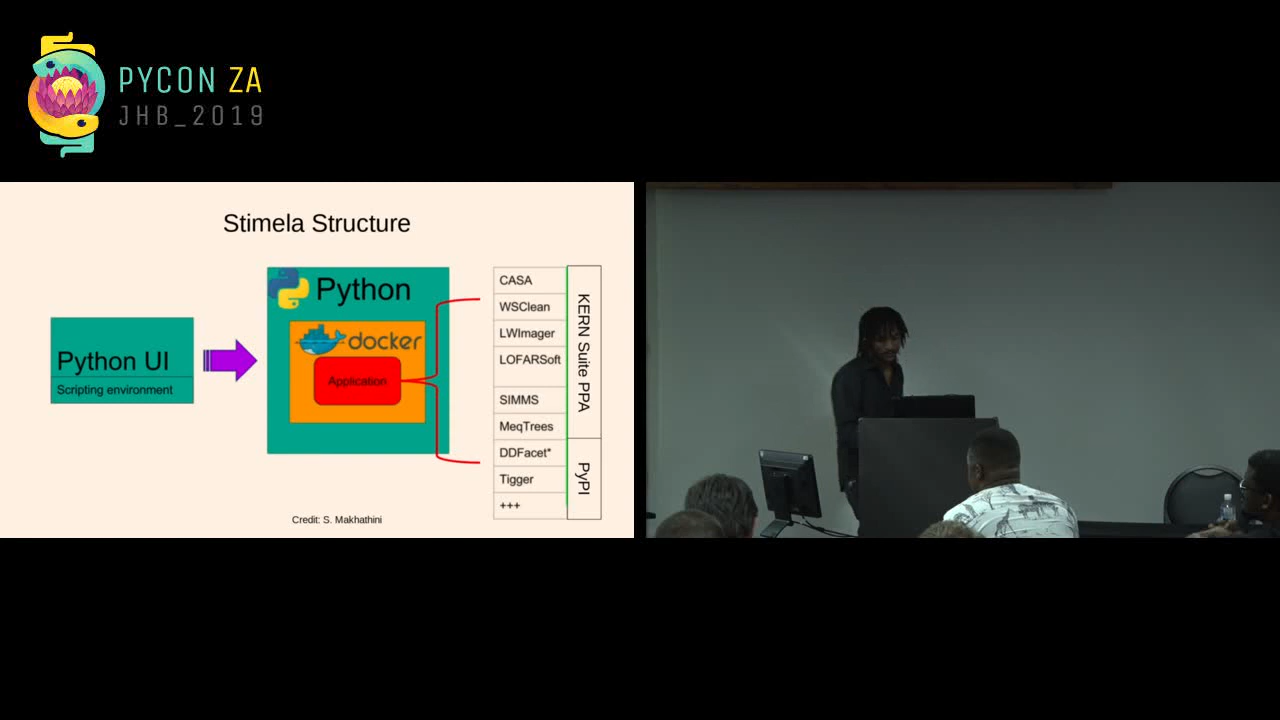 PYCON ZA
JHB_2019
Stimela Structure
Python UI
Scripting environment
Python
docker
Application
CASA
WSClean
LWImager
LOFARSoft
SIMMS
MeqTrees
DDFacet*
Tigger
+++
KERN Suite PPA
PyPI
Credit: S. Makhathini